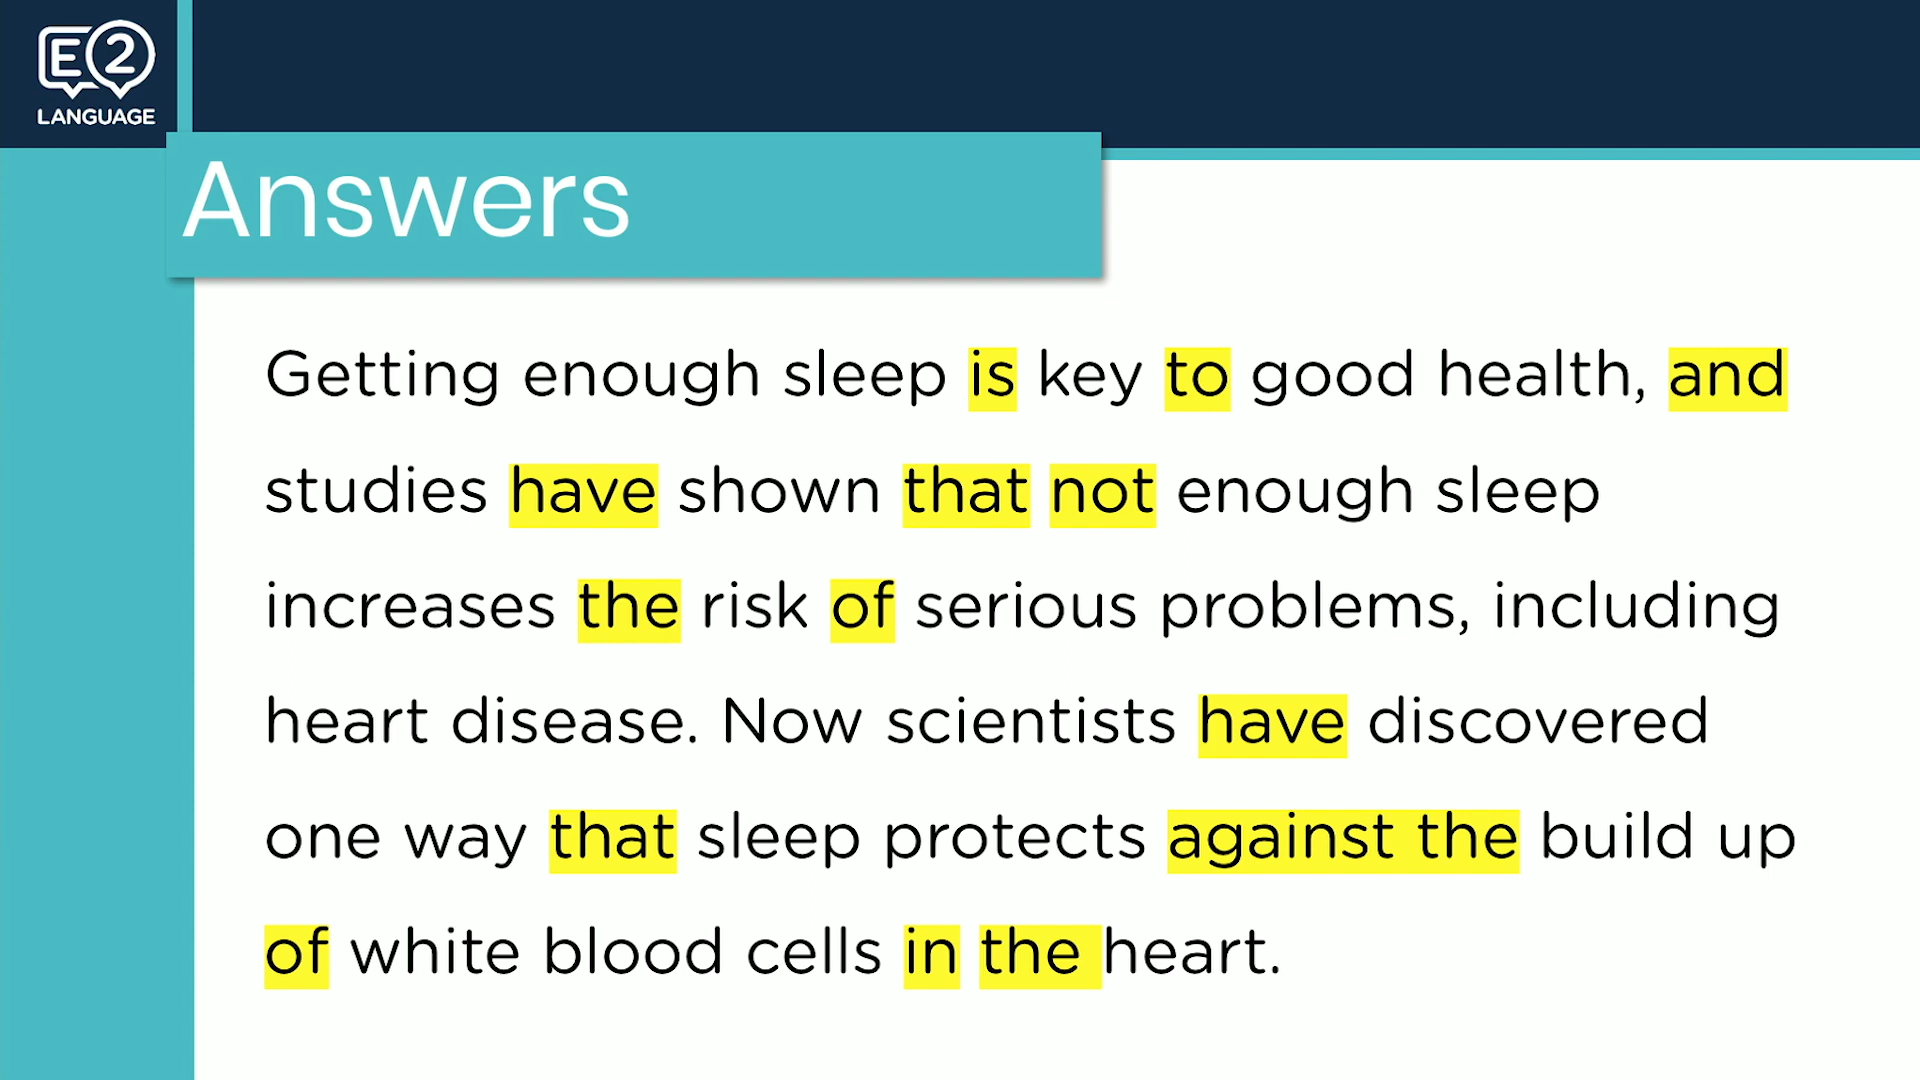 E2
LANGUAGE
Answers
Getting enough sleep is key to good health, and
studies have shown that not enough sleep
increases the risk of serious problems, including
heart disease. Now scientists have discovered
one way that sleep protects against the build up
of white blood cells in the heart.